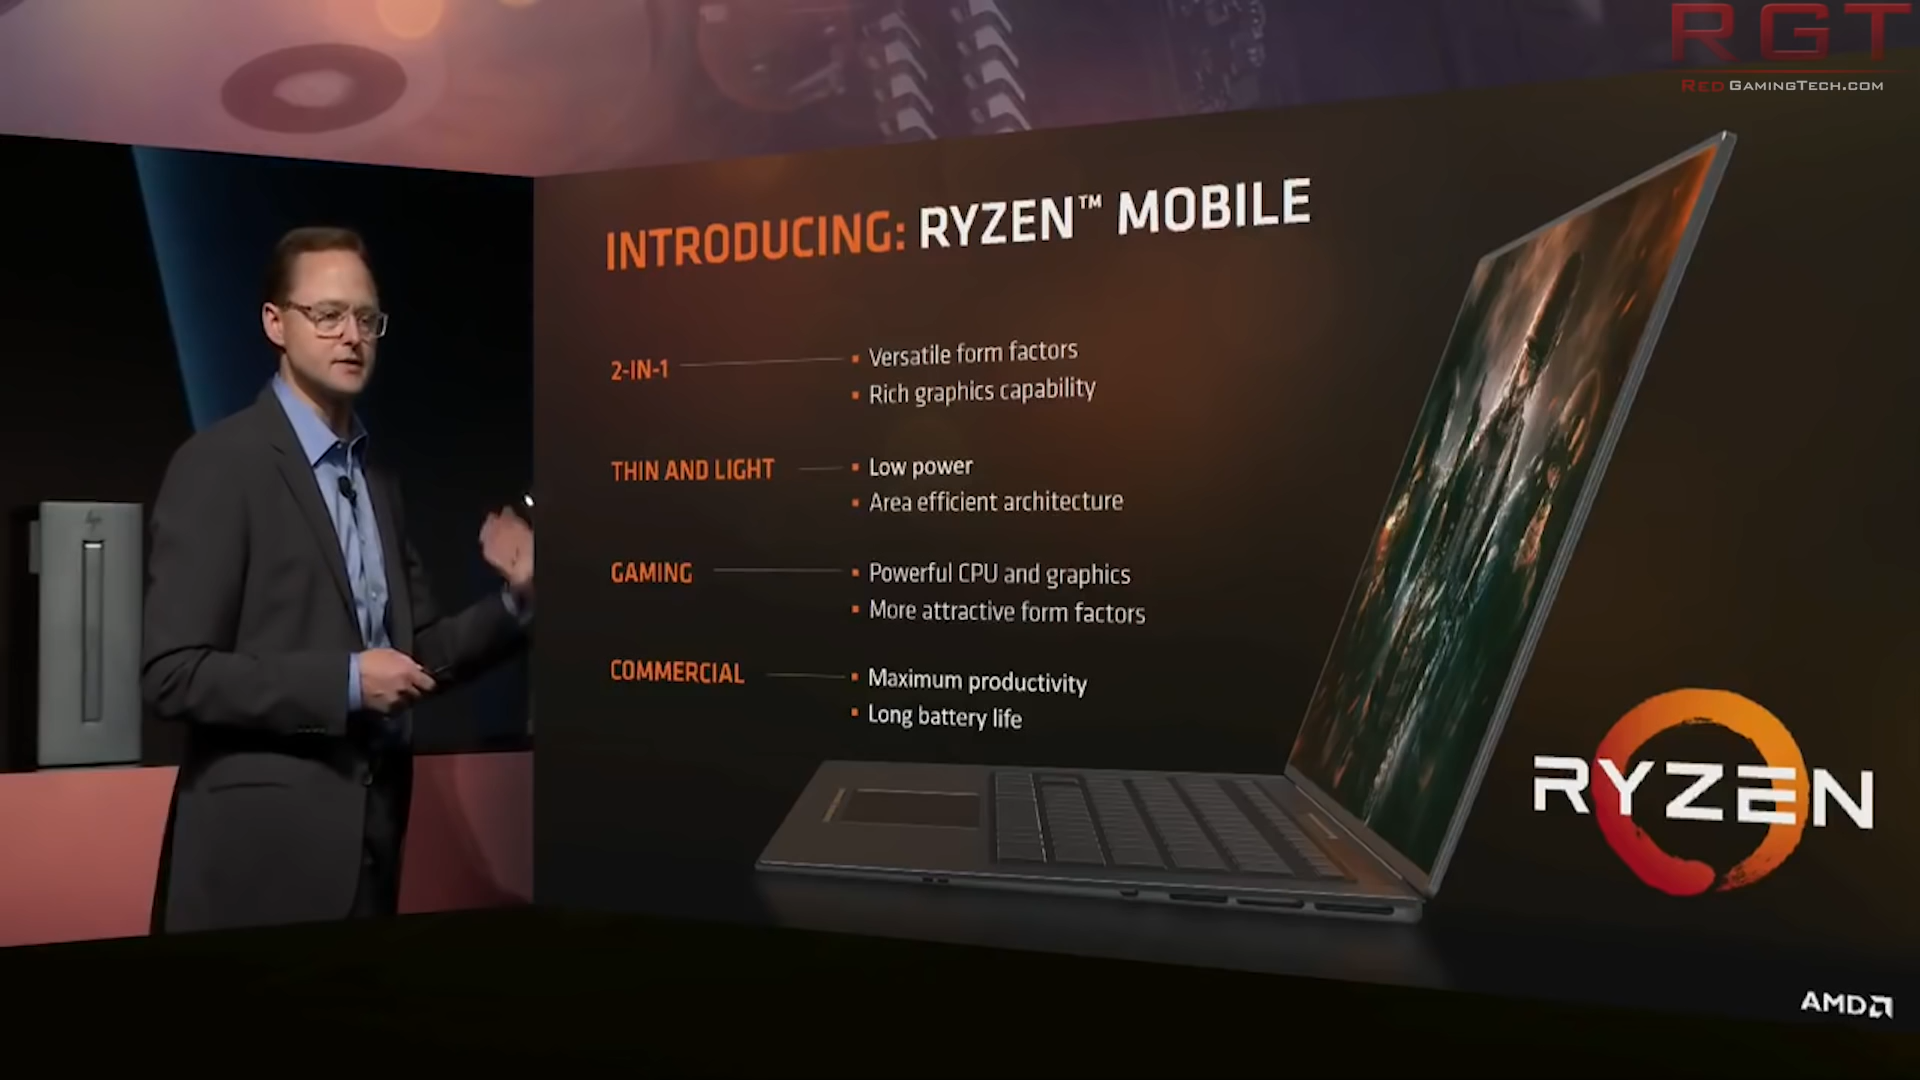 RGT
REDGAMINGTECH.COM
INTRODUCING: RYZEN™ MOBILE
2-IN-1
▪ Versatile form factors
▪ Rich graphics capability
THIN AND LIGHT
▪ Low power
▪ Area efficient architecture
GAMING
▪ Powerful CPU and graphics
▪ More attractive form factors
COMMERCIAL
▪ Maximum productivity
▪ Long battery life
hp
RYZEN
AMD